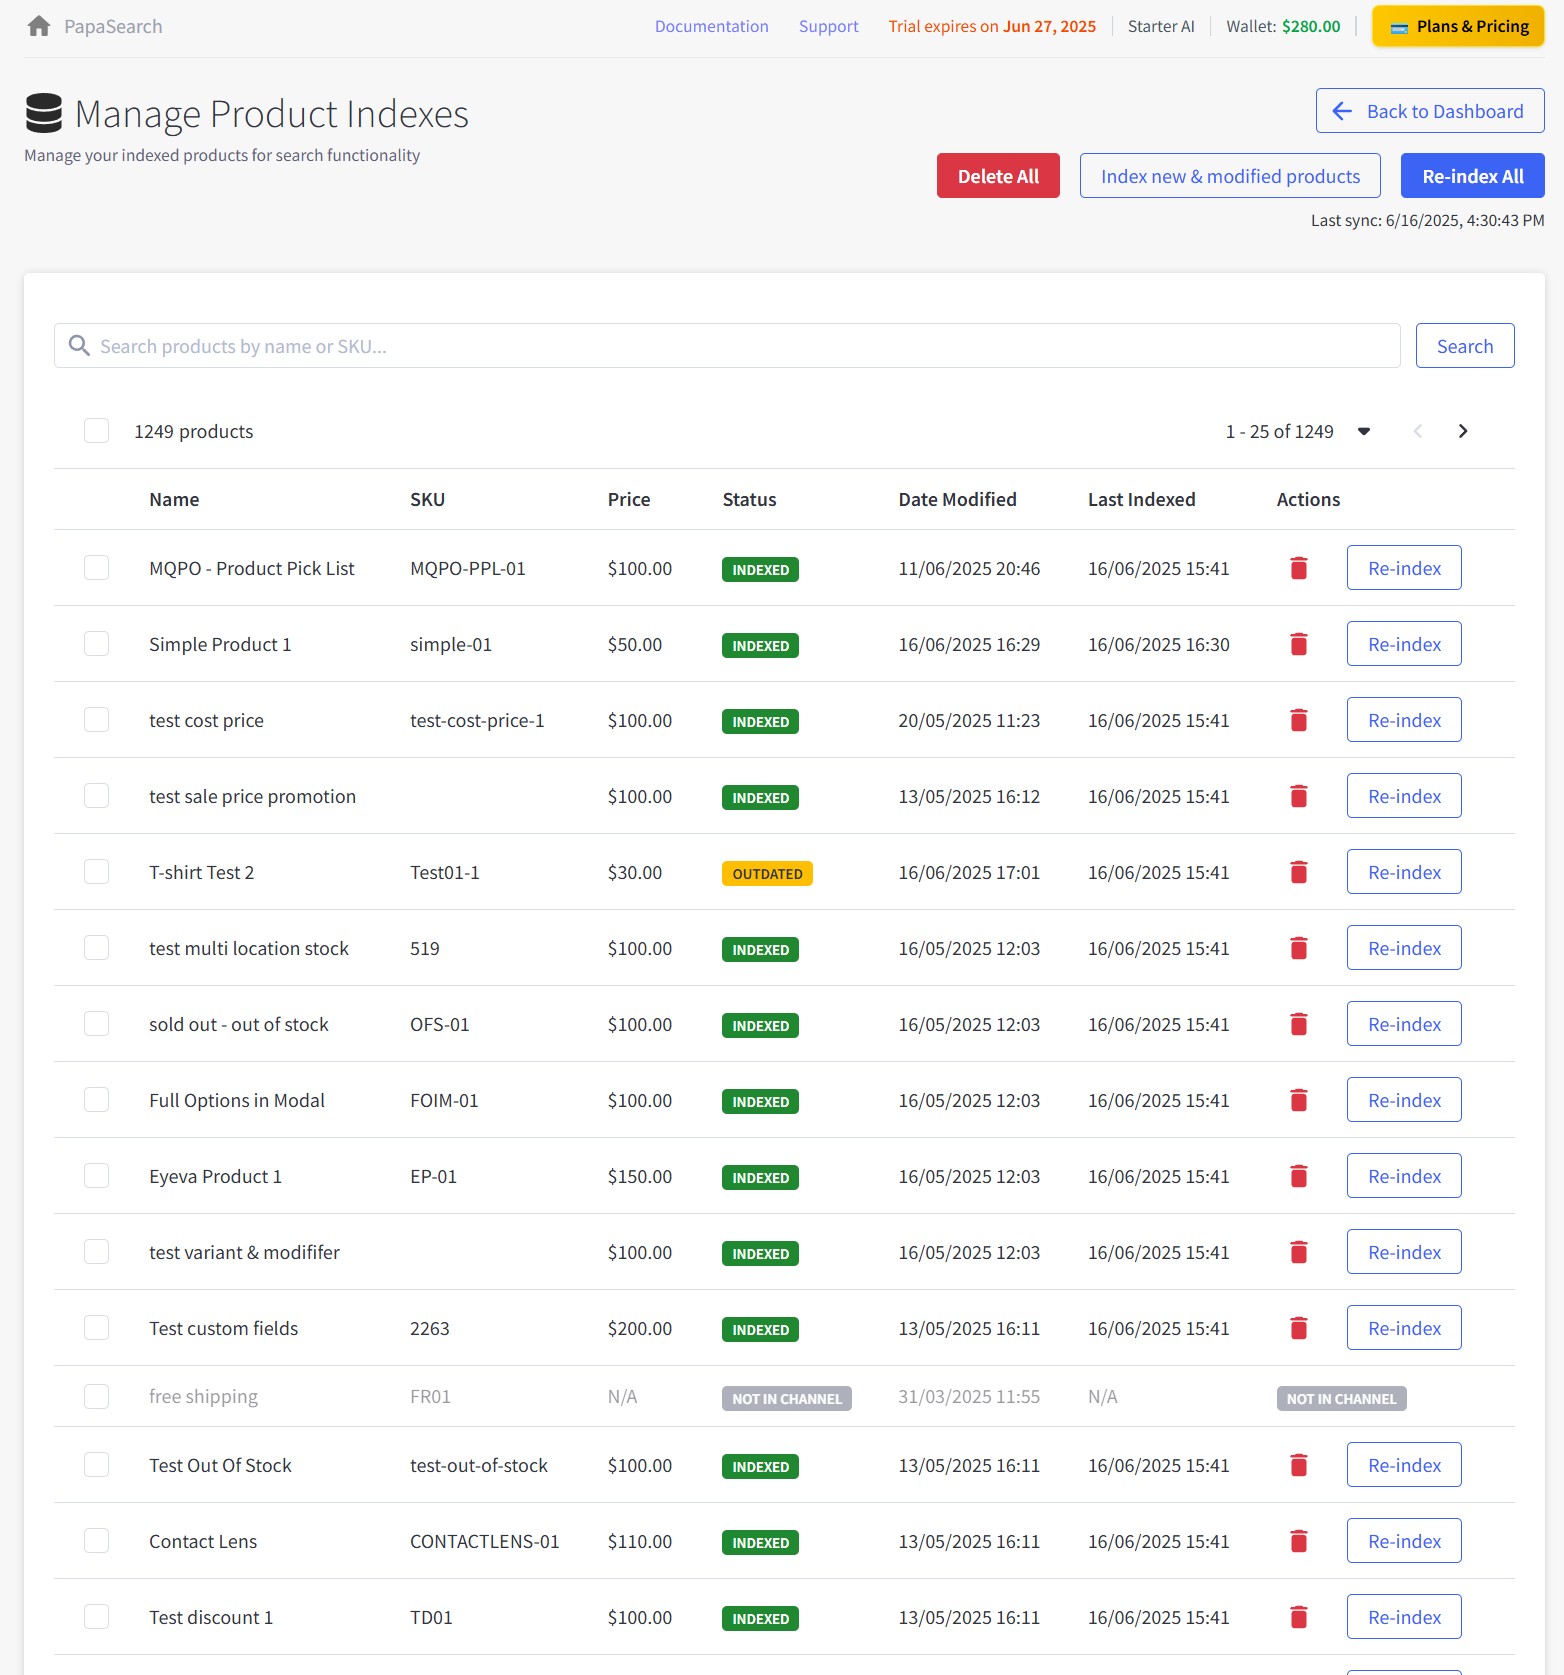 PapaSearch
Documentation Support Trial expires on Jun 27, 2025 Starter AI Wallet: $280.00 Plans & Pricing
Manage Product Indexes
Back to Dashboard
Manage your indexed products for search functionality
Delete All Index new & modified products Re-index All
Last sync: 6/16/2025, 4:30:43 PM
Search products by name or SKU... Search
1249 products 1 - 25 of 1249
Name SKU Price Status Date Modified Last Indexed Actions
MQPO - Product Pick List MQPO-PPL-01 $100.00 INDEXED 11/06/2025 20:46 16/06/2025 15:41 Re-index
Simple Product 1 simple-01 $50.00 INDEXED 16/06/2025 16:29 16/06/2025 16:30 Re-index
test cost price test-cost-price-1 $100.00 INDEXED 20/05/2025 11:23 16/06/2025 15:41 Re-index
test sale price promotion $100.00 INDEXED 13/05/2025 16:12 16/06/2025 15:41 Re-index
T-shirt Test 2 Test01-1 $30.00 OUTDATED 16/06/2025 17:01 16/06/2025 15:41 Re-index
test multi location stock 519 $100.00 INDEXED 16/05/2025 12:03 16/06/2025 15:41 Re-index
sold out - out of stock OFS-01 $100.00 INDEXED 16/05/2025 12:03 16/06/2025 15:41 Re-index
Full Options in Modal FOIM-01 $100.00 INDEXED 16/05/2025 12:03 16/06/2025 15:41 Re-index
Eyeva Product 1 EP-01 $150.00 INDEXED 16/05/2025 12:03 16/06/2025 15:41 Re-index
test variant & modififer $100.00 INDEXED 16/05/2025 12:03 16/06/2025 15:41 Re-index
Test custom fields 2263 $200.00 INDEXED 13/05/2025 16:11 16/06/2025 15:41 Re-index
free shipping FR01 N/A NOT IN CHANNEL 31/03/2025 11:55 N/A NOT IN CHANNEL
Test Out Of Stock test-out-of-stock $100.00 INDEXED 13/05/2025 16:11 16/06/2025 15:41 Re-index
Contact Lens CONTACTLENS-01 $110.00 INDEXED 13/05/2025 16:11 16/06/2025 15:41 Re-index
Test discount 1 TD01 $100.00 INDEXED 13/05/2025 16:11 16/06/2025 15:41 Re-index